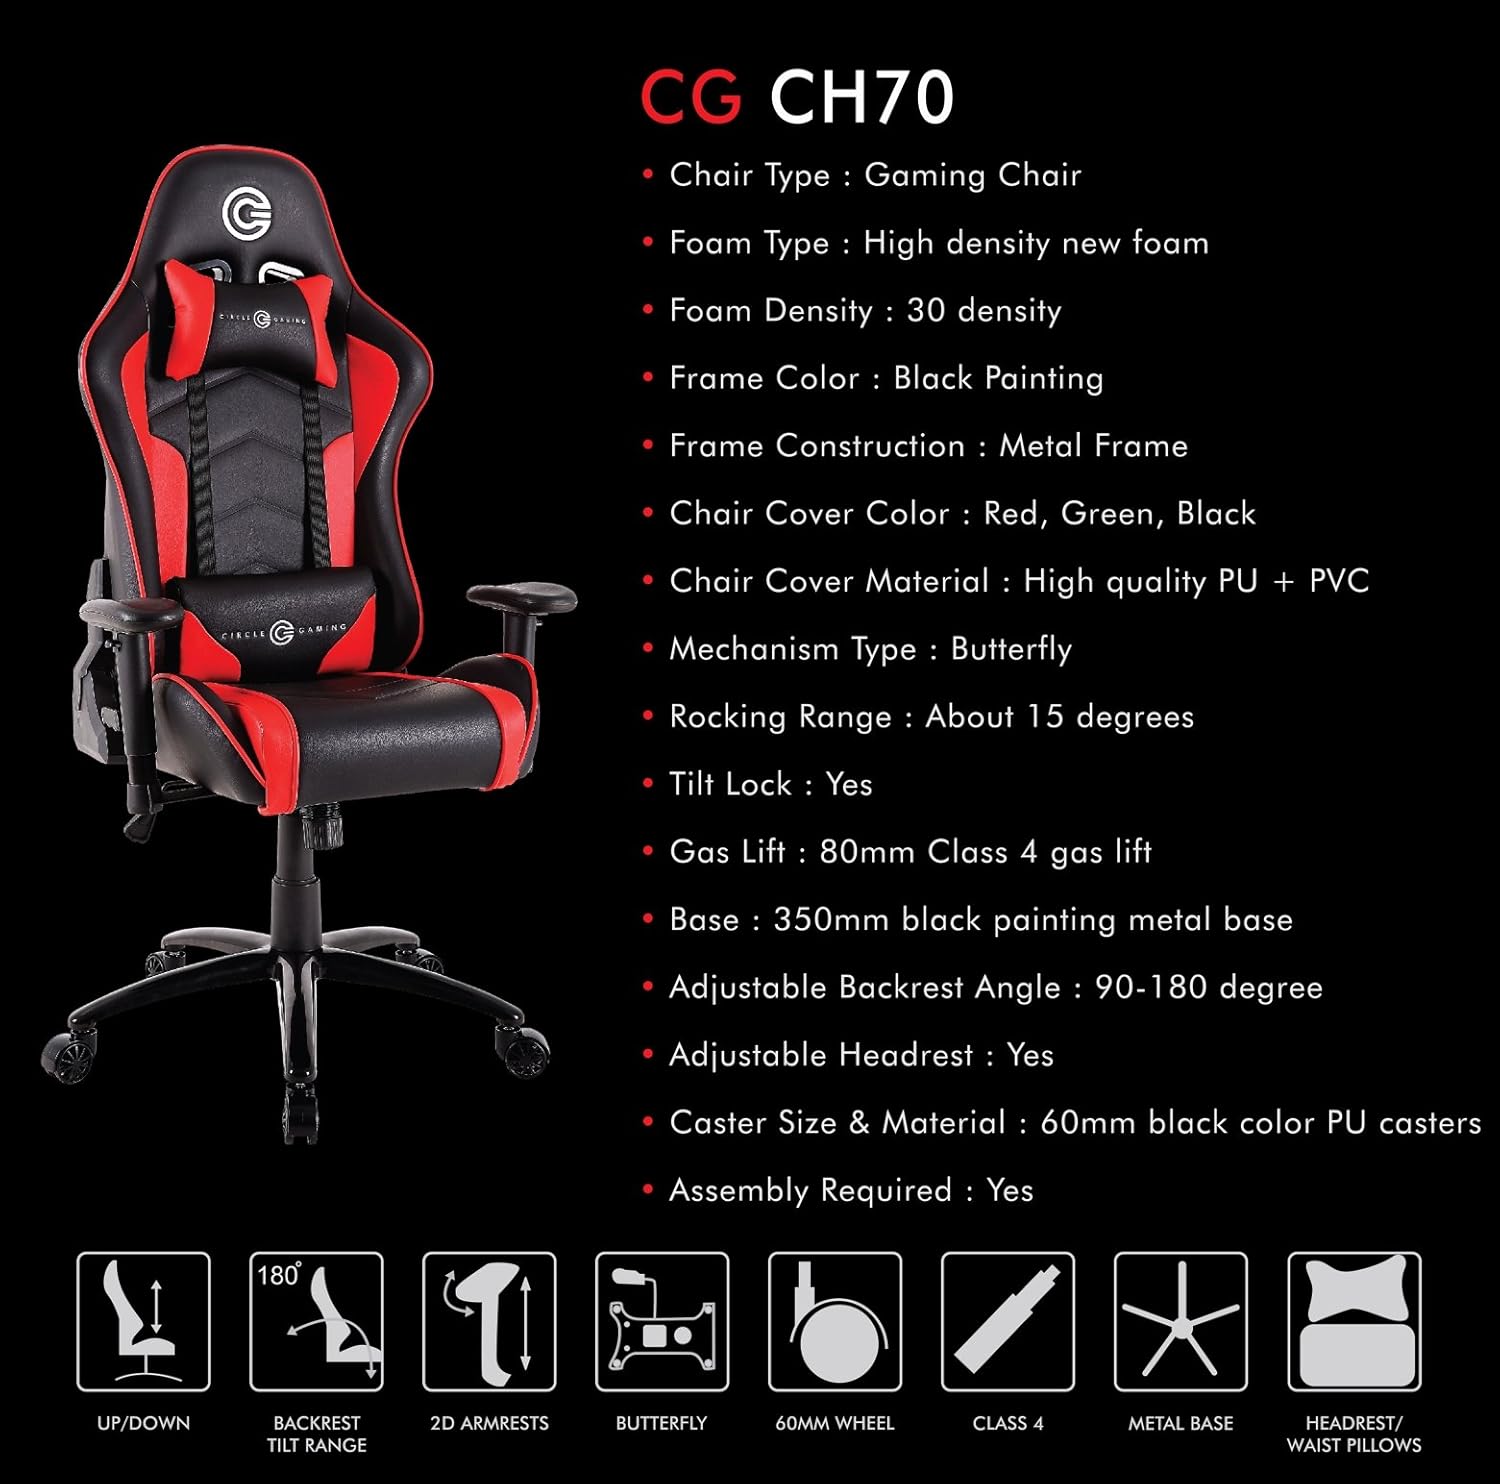 CG CH70
• Chair Type : Gaming Chair
• Foam Type : High density new foam
• Foam Density : 30 density
• Frame Color : Black Painting
• Frame Construction : Metal Frame
• Chair Cover Color : Red, Green, Black
• Chair Cover Material : High quality PU + PVC
• Mechanism Type : Butterfly
• Rocking Range : About 15 degrees
• Tilt Lock : Yes
• Gas Lift : 80mm Class 4 gas lift
• Base : 350mm black painting metal base
• Adjustable Backrest Angle : 90-180 degree
• Adjustable Headrest : Yes
• Caster Size & Material : 60mm black color PU casters
• Assembly Required : Yes
CIRCLE GAMING
CIRCLE GAMING
180°
UP/DOWN
BACKREST
TILT RANGE
2D ARMRESTS
BUTTERFLY
60MM WHEEL
CLASS 4
METAL BASE
HEADREST/
WAIST PILLOWS